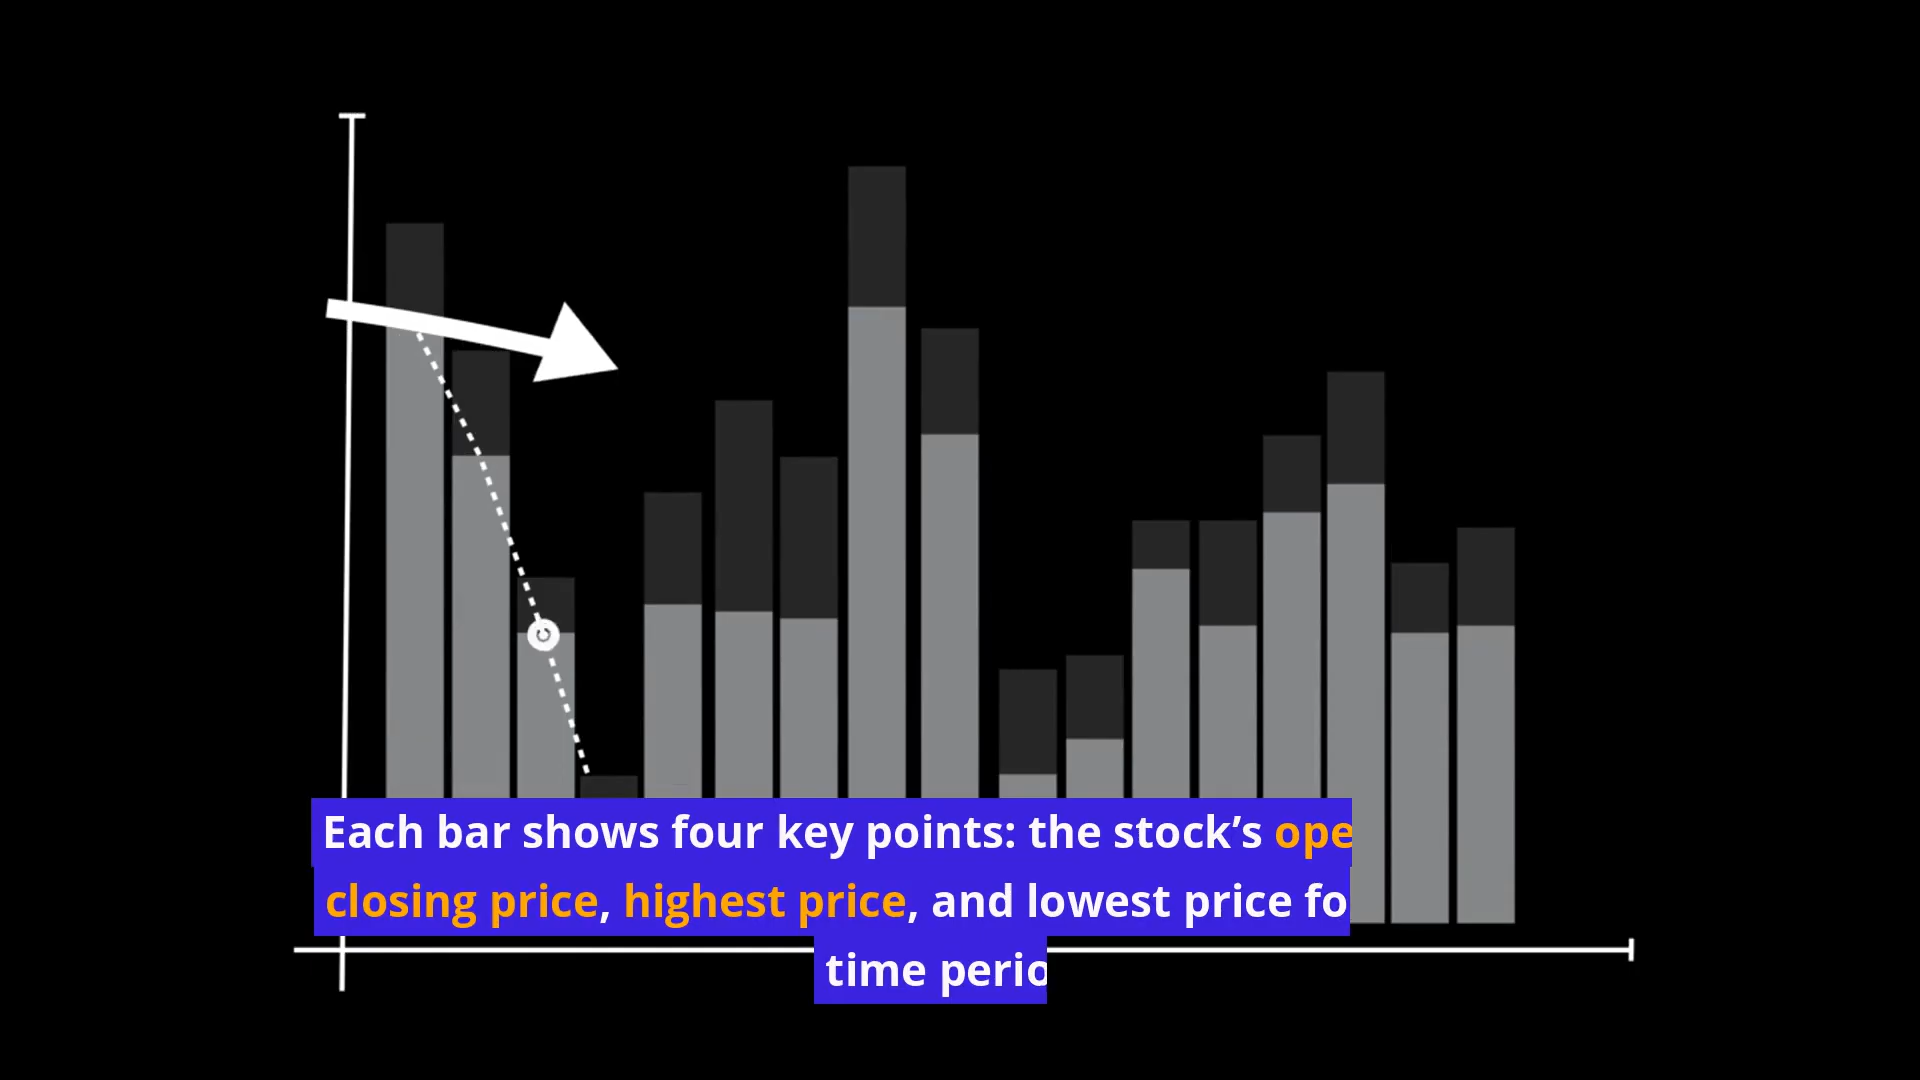 Each bar shows four key points: the stock’s ope
closing price, highest price, and lowest price fo
time perio